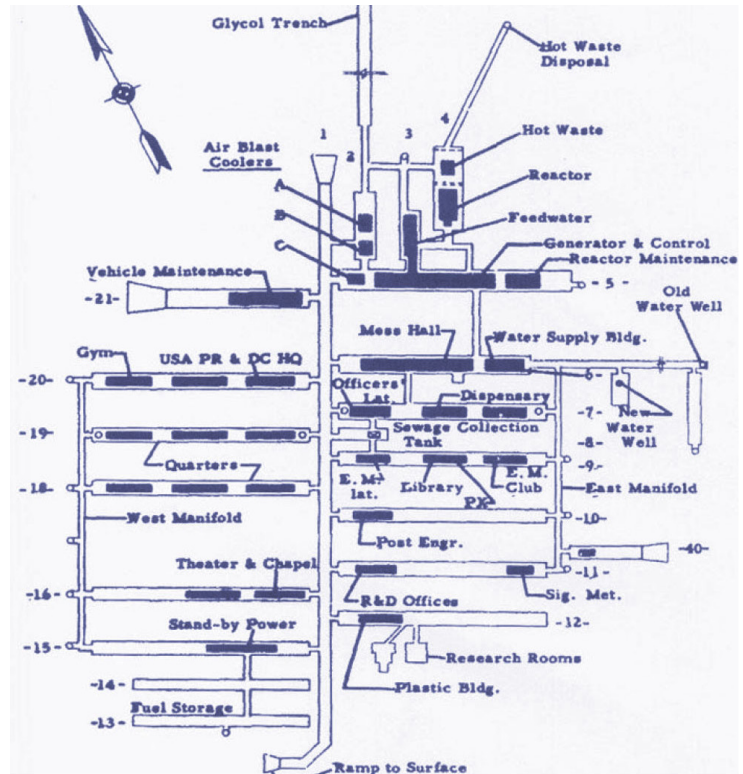 Glycol Trench
Hot Waste
Disposal
1
2
3
4
Air Blast
Coolers
Hot Waste
Reactor
A
B
C
Feedwater
Generator & Control
Reactor Maintenance
Vehicle Maintenance
-21-
- 5 -
Old
Water Well
Mess Hall
Water Supply Bldg.
Gym
USA PR & DC HQ
-20-
-6-
Officers'
Lat.
Dispensary
-7-
New
Water
Well
-19-
Sewage Collection
Tank
-8-
Quarters
-9-
-18-
E.M.
lat.
Library
PX
E.M.
Club
East Manifold
West Manifold
-10-
Post Engr.
-40-
Theater & Chapel
-11-
-16-
R&D Offices
Sig. Met.
Stand-by Power
-12-
-15-
Research Rooms
-14-
Plastic Bldg.
Fuel Storage
-13-
Ramp to Surface